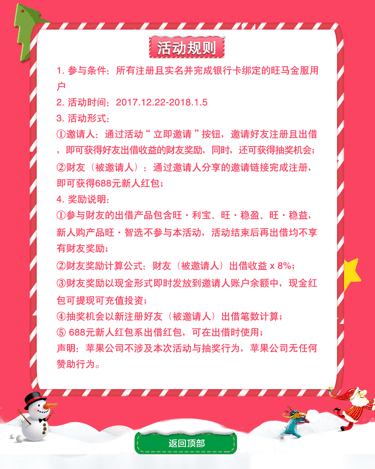 活动规则
1. 参与条件：所有注册且实名并完成银行卡绑定的旺马金服用
户
2. 活动时间：2017.12.22-2018,1.5
3. 活动形式：
①邀请人：通过活动“立即邀请”按钮，邀请好友注册且出借
，即可获得好友出借收益的财友奖励，同时，还可获得抽奖机会；
②财友（被邀请人）：通过邀请人分享的邀请链接完成注册，
即可获得688元新人红包；
4. 奖励说明：
①参与财友的出借产品包含旺·利宝、旺·稳盈、旺·稳益，
新人购产品旺·智选不参与本活动，活动结束后再出借均不享
有财友奖励；
②财友奖励计算公式：财友（被邀请人）出借收益 x 8%；
③财友奖励以现金形式即时发放到邀请人账户余额中，现金红
包可提现可充值投资；
④抽奖机会以新注册好友（被邀请人）出借笔数计算；
⑤ 688元新人红包系出借红包，可在出借时使用；
声明：苹果公司不涉及本次活动与抽奖行为，苹果公司无任何
赞助行为。
返回顶部